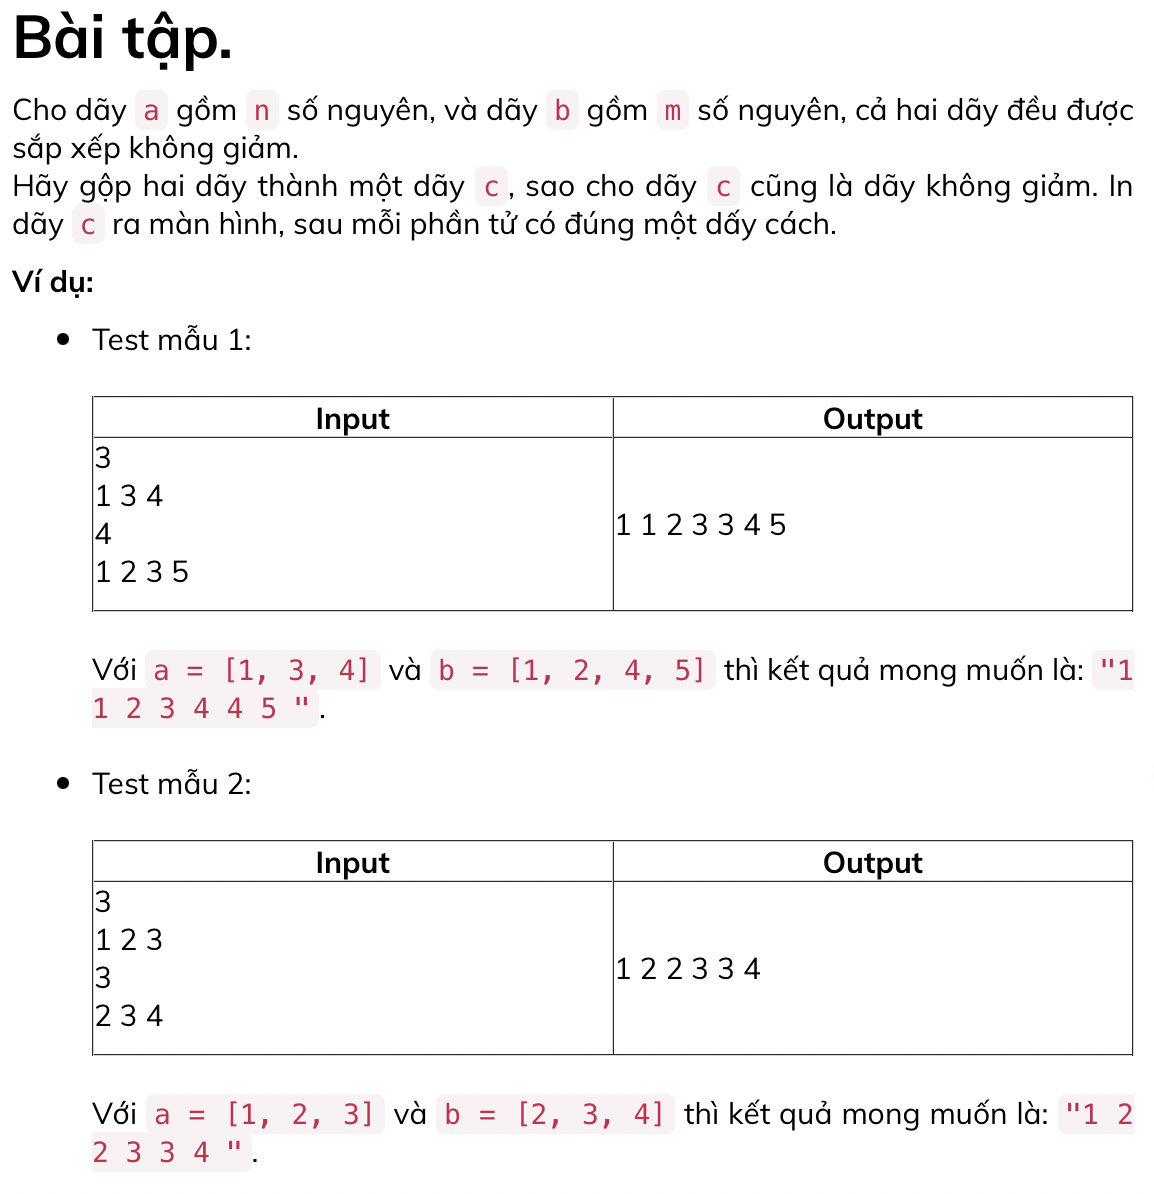 Bài tập.
Cho dãy a gồm n số nguyên, và dãy b gồm m số nguyên, cả hai dãy đều được
sắp xếp không giảm.
Hãy gộp hai dãy thành một dãy c, sao cho dãy c cũng là dãy không giảm. In
dãy c ra màn hình, sau mỗi phần tử có đúng một dấy cách.
Ví dụ:
Test mẫu 1:
Input Output
3
1 3 4
4
1 2 3 5
1 1 2 3 3 4 5
Với a = [1, 3, 4] và b = [1, 2, 4, 5] thì kết quả mong muốn là: "1
1 2 3 4 4 5 ".
Test mẫu 2:
Input Output
3
1 2 3
3
2 3 4
1 2 2 3 3 4
Với a = [1, 2, 3] và b = [2, 3, 4] thì kết quả mong muốn là: "1 2
2 3 3 4 ".